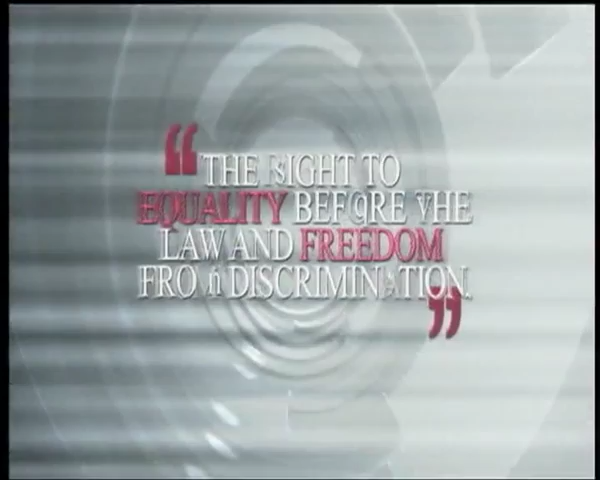 “THE RIGHT TO
EQUALITY BEFORE THE
LAW AND FREEDOM
FROM DISCRIMINATION.”